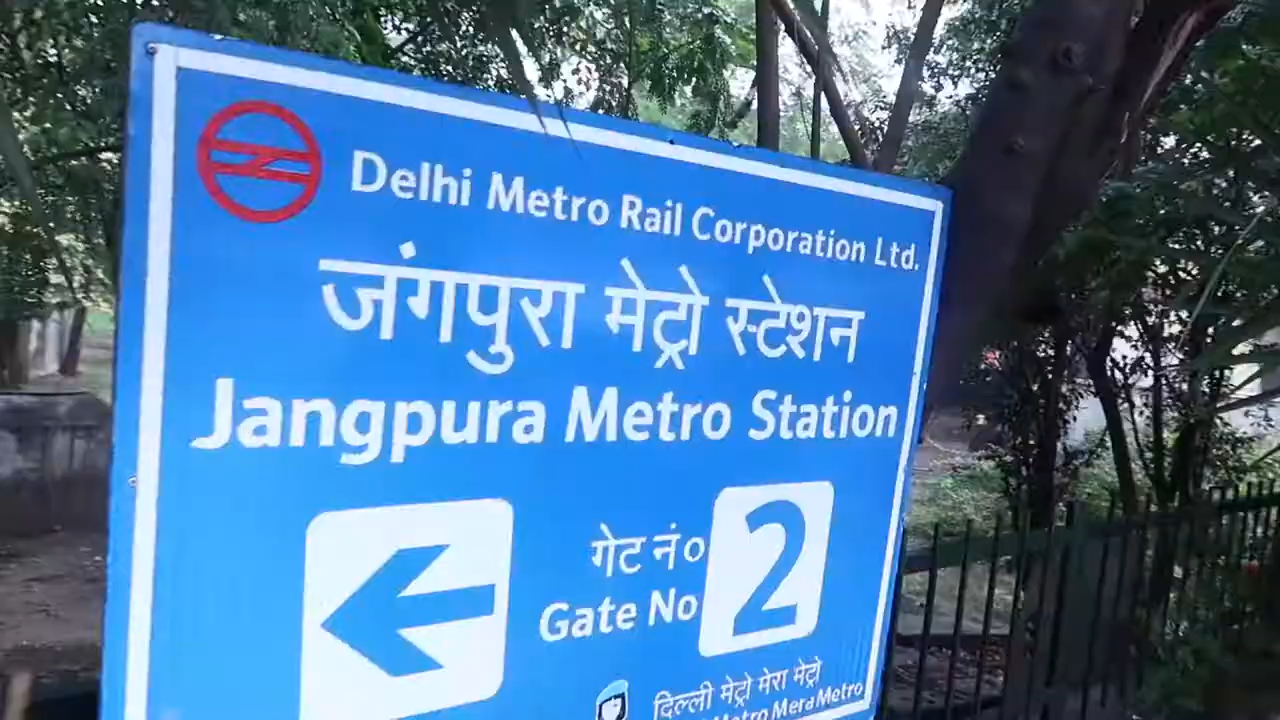 Delhi Metro Rail Corporation Ltd.
जंगपुरा मेट्रो स्टेशन
Jangpura Metro Station
गेट नं०
Gate No
2
दिल्ली मेट्रो मेरा मेट्रो
Metro Mera Metro